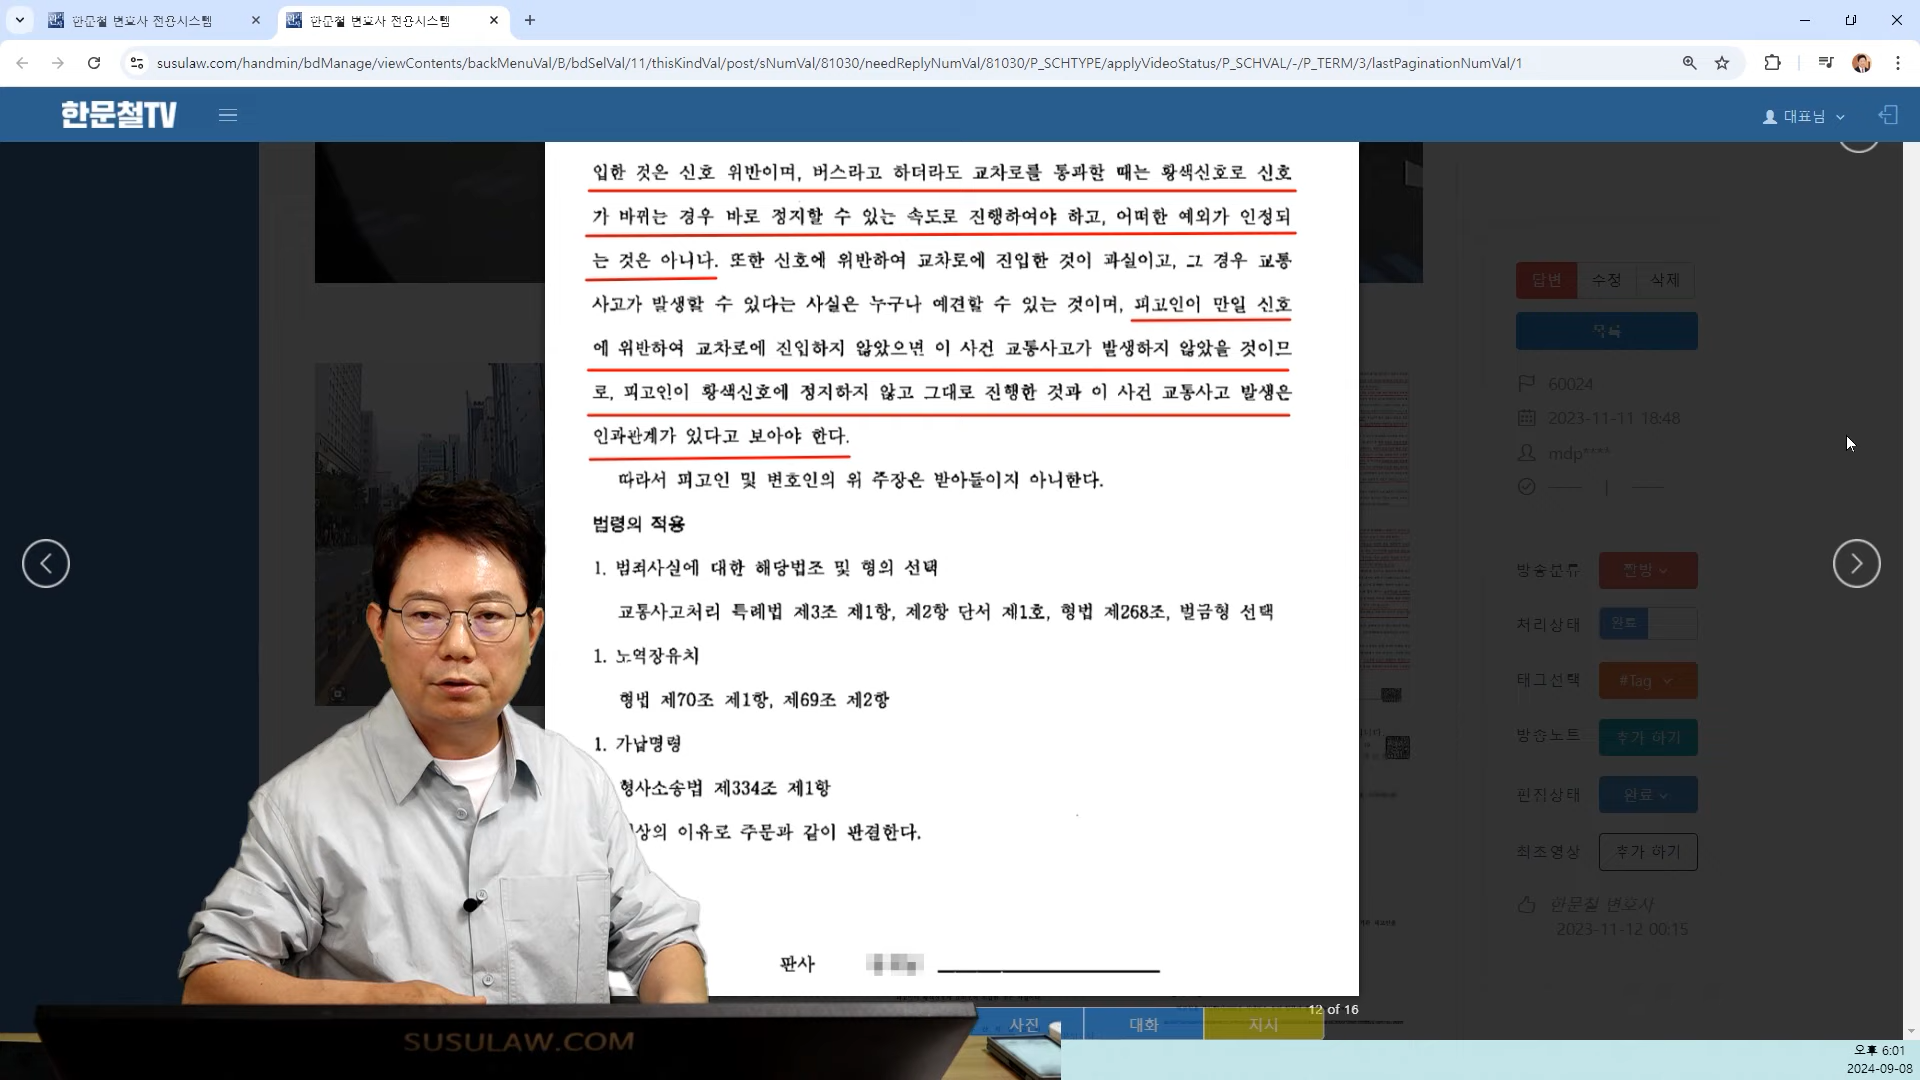 한문철 변호사 전용시스템
한문철 변호사 전용시스템
susulaw.com/handmin/bdManage/viewContents/backMenuVal/B/bdSelVal/11/thisKindVal/post/sNumVal/81030/needReplyNumVal/81030/P_SCHTYPE/applyVideoStatus/P_SCHVAL/-/P_TERM/3/lastPaginationNumVal/1
한문철TV
대표님
입한 것은 신호 위반이며, 버스라고 하더라도 교차로를 통과할 때는 황색신호로 신호
가 바뀌는 경우 바로 정지할 수 있는 속도로 진행하여야 하고, 어떠한 예외가 인정되
는 것은 아니다. 또한 신호에 위반하여 교차로에 진입한 것이 과실이고, 그 경우 교통
사고가 발생할 수 있다는 사실은 누구나 예견할 수 있는 것이며, 피고인이 만일 신호
에 위반하여 교차로에 진입하지 않았으면 이 사건 교통사고가 발생하지 않았을 것이므
로, 피고인이 황색신호에 정지하지 않고 그대로 진행한 것과 이 사건 교통사고 발생은
인과관계가 있다고 보아야 한다.
따라서 피고인 및 변호인의 위 주장은 받아들이지 아니한다.
법령의 적용
1. 범죄사실에 대한 해당법조 및 형의 선택
교통사고처리 특례법 제3조 제1항, 제2항 단서 제1호, 형법 제268조, 벌금형 선택
1. 노역장유치
형법 제70조 제1항, 제69조 제2항
1. 가납명령
형사소송법 제334조 제1항
상의 이유로 주문과 같이 판결한다.
판사
12 of 16
답변 수정 삭제
목록
60024
2023-11-11 18:48
mdp****
방송분류 짠방
처리상태 완료
태그선택 #Tag
방송노트 추가 하기
편집상태 완료
최초영상 추가 하기
한문철 변호사
2023-11-12 00:15
사진 대화 지시
SUSULAW.COM
오후 6:01
2024-09-08